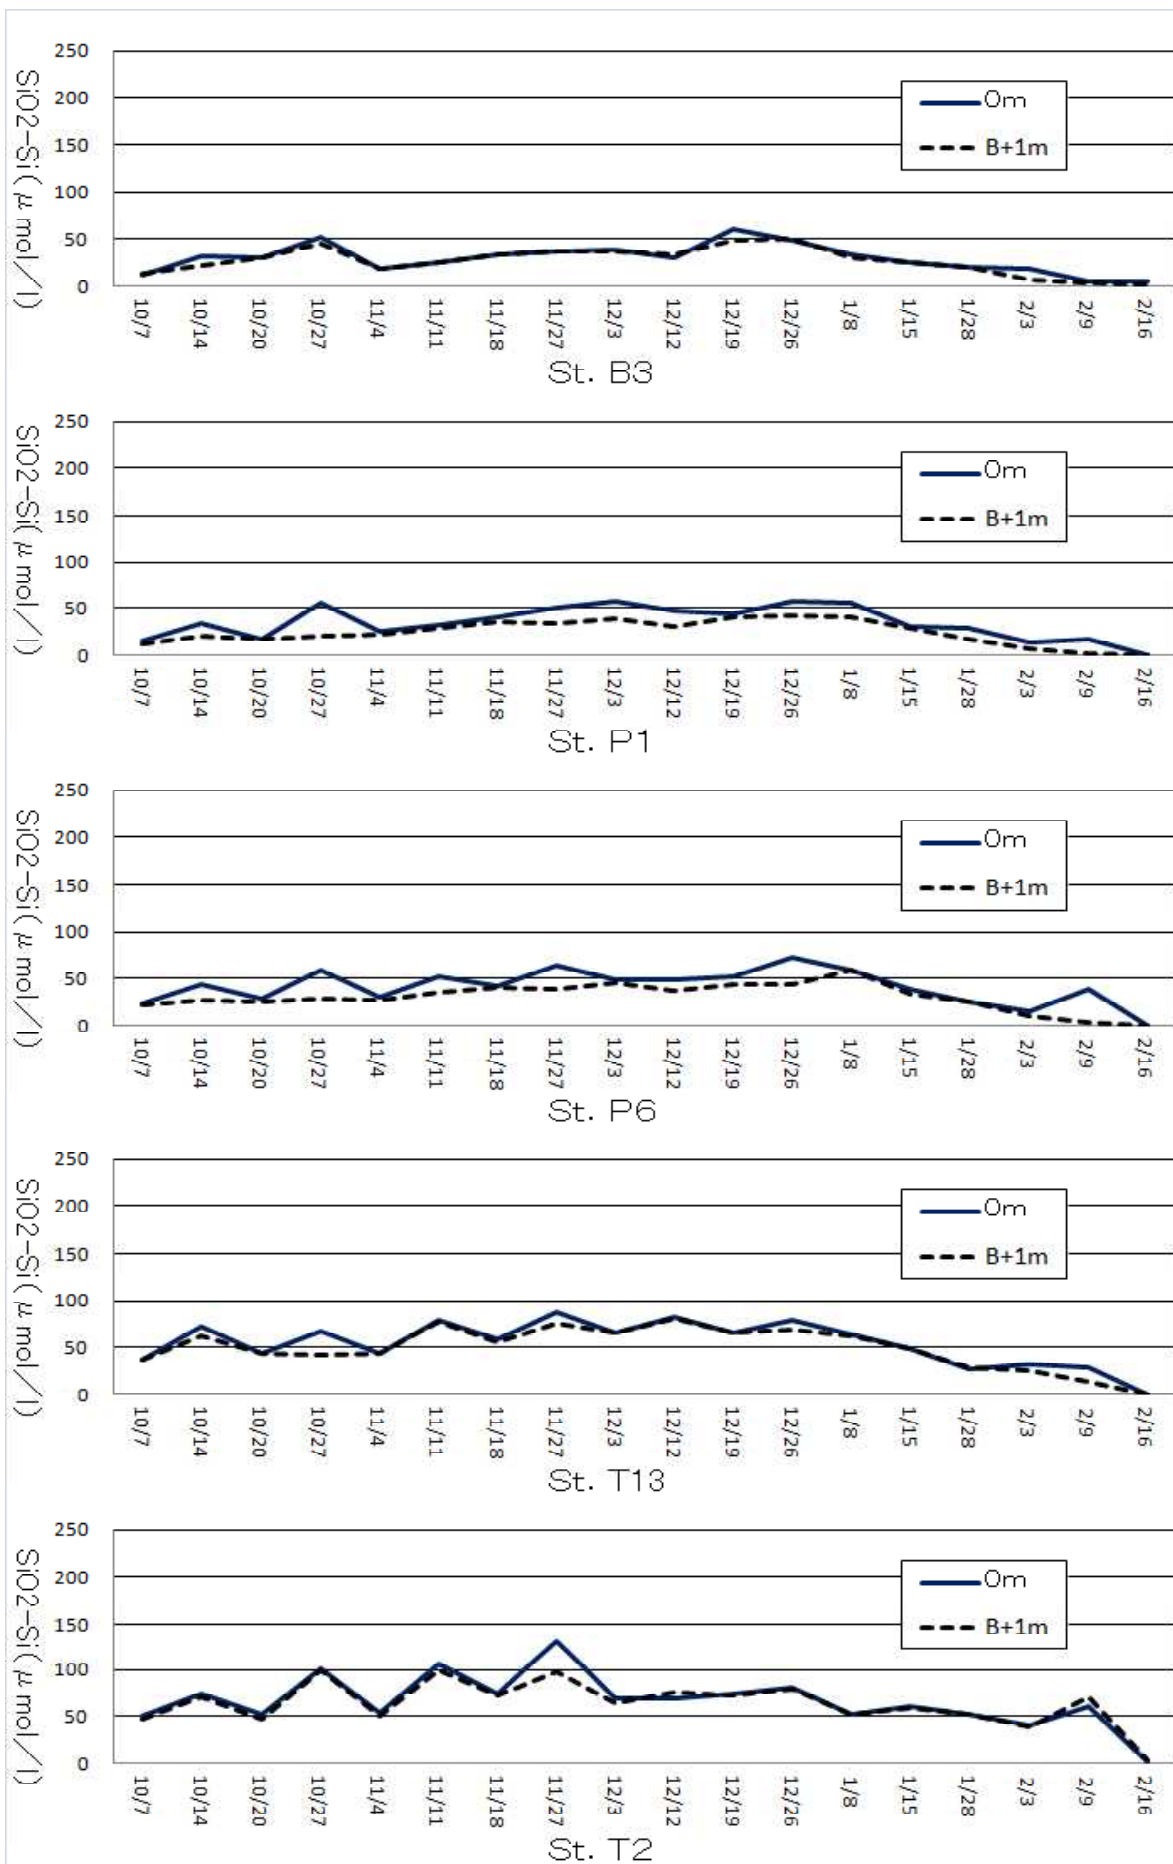 250
200
150
100
50
0
SiO2-Si(μ mol/l)
0m
B+1m
10/7 10/14 10/20 10/27 11/4 11/11 11/18 11/27 12/3 12/12 12/19 12/26 1/8 1/15 1/28 2/3 2/9 2/16
St. B3
250
200
150
100
50
0
SiO2-Si(μ mol/l)
0m
B+1m
10/7 10/14 10/20 10/27 11/4 11/11 11/18 11/27 12/3 12/12 12/19 12/26 1/8 1/15 1/28 2/3 2/9 2/16
St. P1
250
200
150
100
50
0
SiO2-Si(μ mol/l)
0m
B+1m
10/7 10/14 10/20 10/27 11/4 11/11 11/18 11/27 12/3 12/12 12/19 12/26 1/8 1/15 1/28 2/3 2/9 2/16
St. P6
250
200
150
100
50
0
SiO2-Si(μ mol/l)
0m
B+1m
10/7 10/14 10/20 10/27 11/4 11/11 11/18 11/27 12/3 12/12 12/19 12/26 1/8 1/15 1/28 2/3 2/9 2/16
St. T13
250
200
150
100
50
0
SiO2-Si(μ mol/l)
0m
B+1m
10/7 10/14 10/20 10/27 11/4 11/11 11/18 11/27 12/3 12/12 12/19 12/26 1/8 1/15 1/28 2/3 2/9 2/16
St. T2